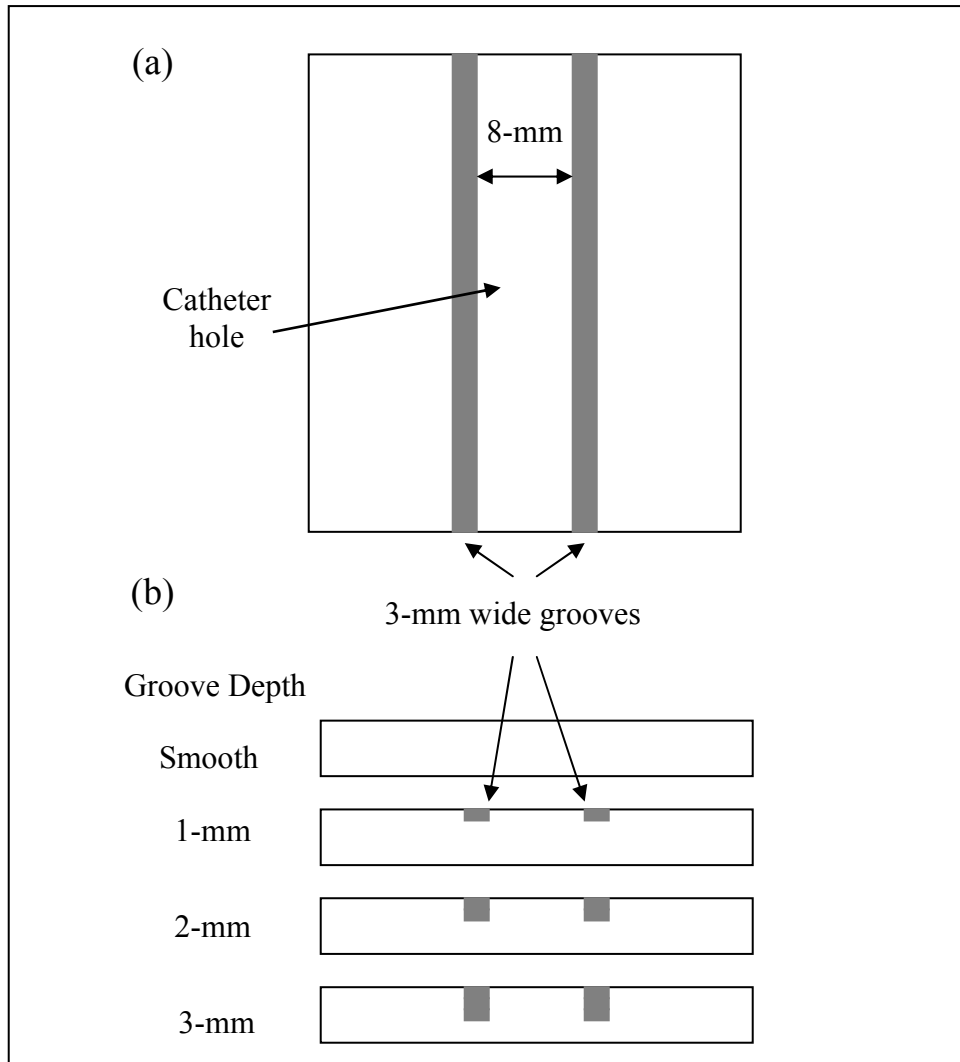 (a)
8-mm
Catheter
hole
(b)
3-mm wide grooves
Groove Depth
Smooth
1-mm
2-mm
3-mm